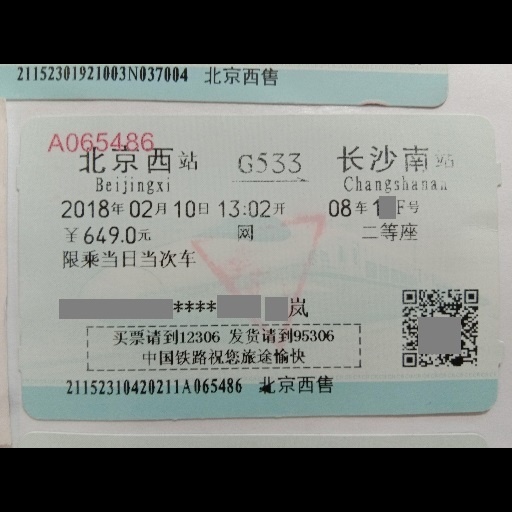 21152301921003N037004 北京西售
A065486
北京西站 G533 长沙南站
Beijingxi Changshanan
2018年02月10日13:02开 08车1 F号
￥649.0元 网 二等座
限乘当日当次车
**** 岚
买票请到12306 发货请到95306
中国铁路祝您旅途愉快
21152310420211A065486 北京西售